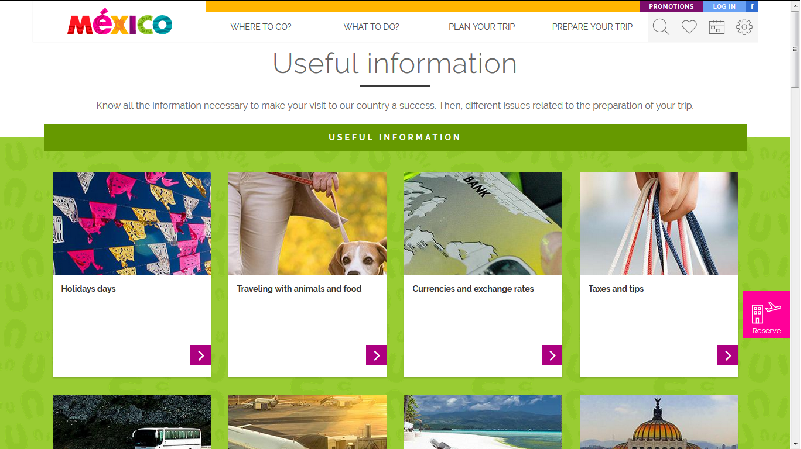 PROMOTIONS LOG IN f
méxico
WHERE TO GO? WHAT TO DO? PLAN YOUR TRIP PREPARE YOUR TRIP
Useful information
Know all the information necessary to make your visit to our country a success. Then, different issues related to the preparation of your trip.
USEFUL INFORMATION
BANK
Holidays days
Traveling with animals and food
Currencies and exchange rates
Taxes and tips
Reserve